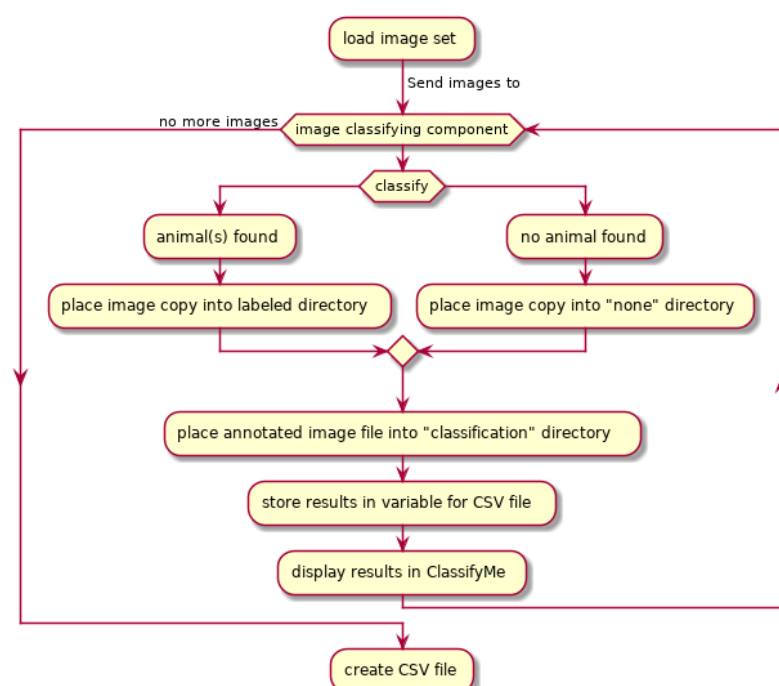 load image set
Send images to
no more images
image classifying component
classify
animal(s) found
no animal found
place image copy into labeled directory
place image copy into "none" directory
place annotated image file into "classification" directory
store results in variable for CSV file
display results in ClassifyMe
create CSV file